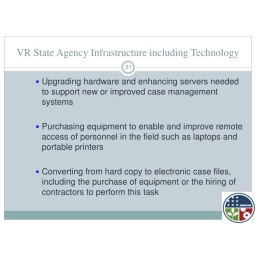 VR State Agency Infrastructure including Technology
21
• Upgrading hardware and enhancing servers needed
to support new or improved case management
systems
• Purchasing equipment to enable and improve remote
access of personnel in the field such as laptops and
portable printers
• Converting from hard copy to electronic case files,
including the purchase of equipment or the hiring of
contractors to perform this task